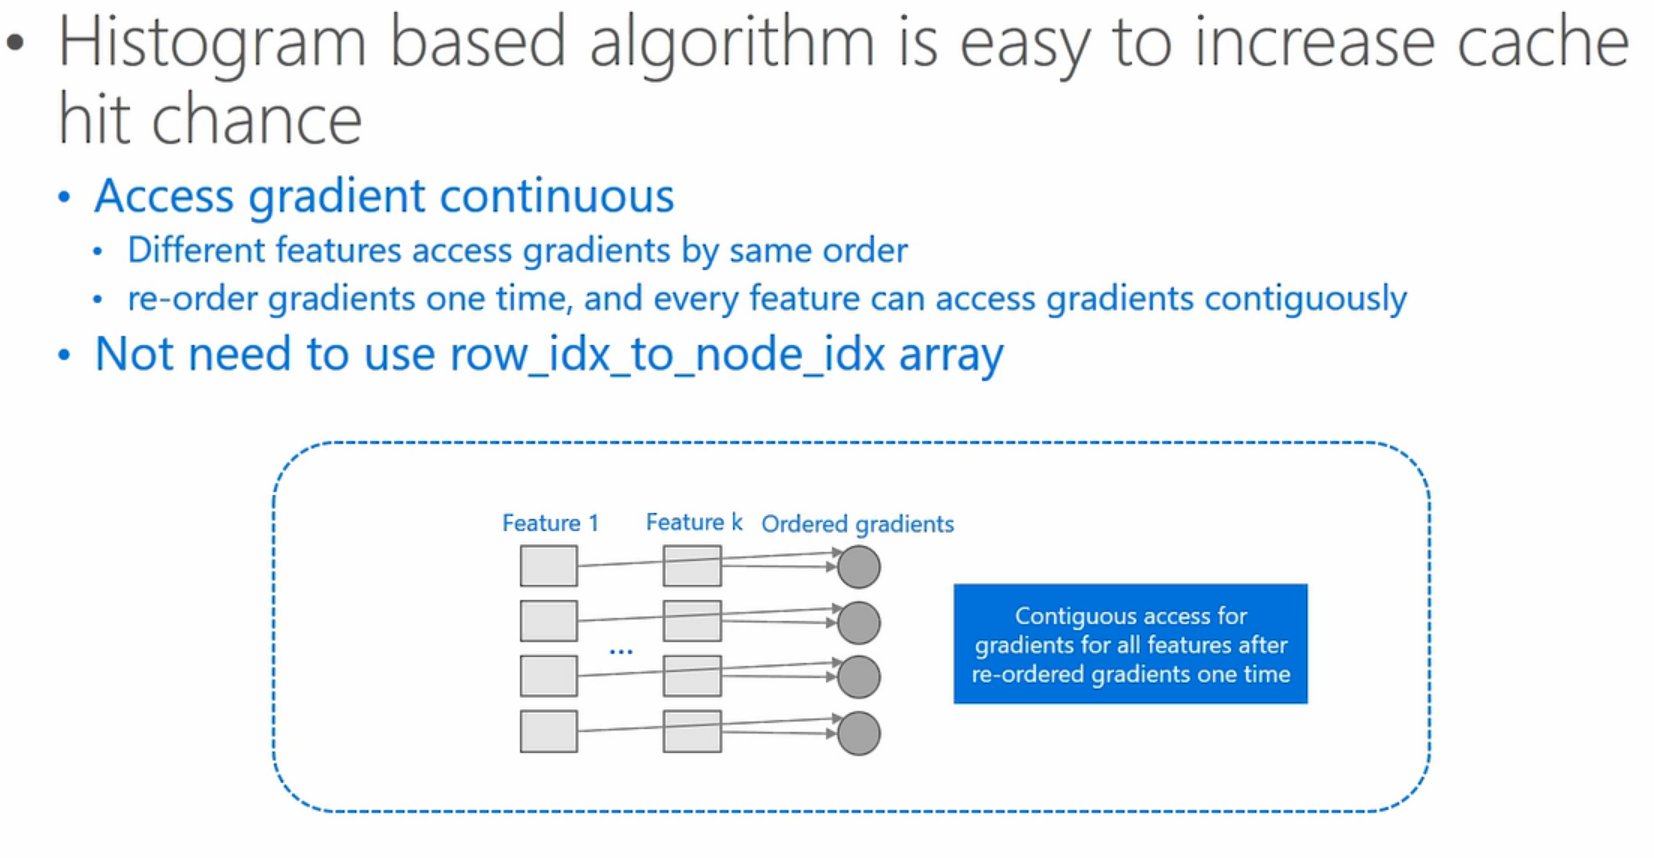 • Histogram based algorithm is easy to increase cache
hit chance
• Access gradient continuous
• Different features access gradients by same order
• re-order gradients one time, and every feature can access gradients contiguously
• Not need to use row_idx_to_node_idx array
Feature 1 Feature k Ordered gradients
...
Contiguous access for
gradients for all features after
re-ordered gradients one time